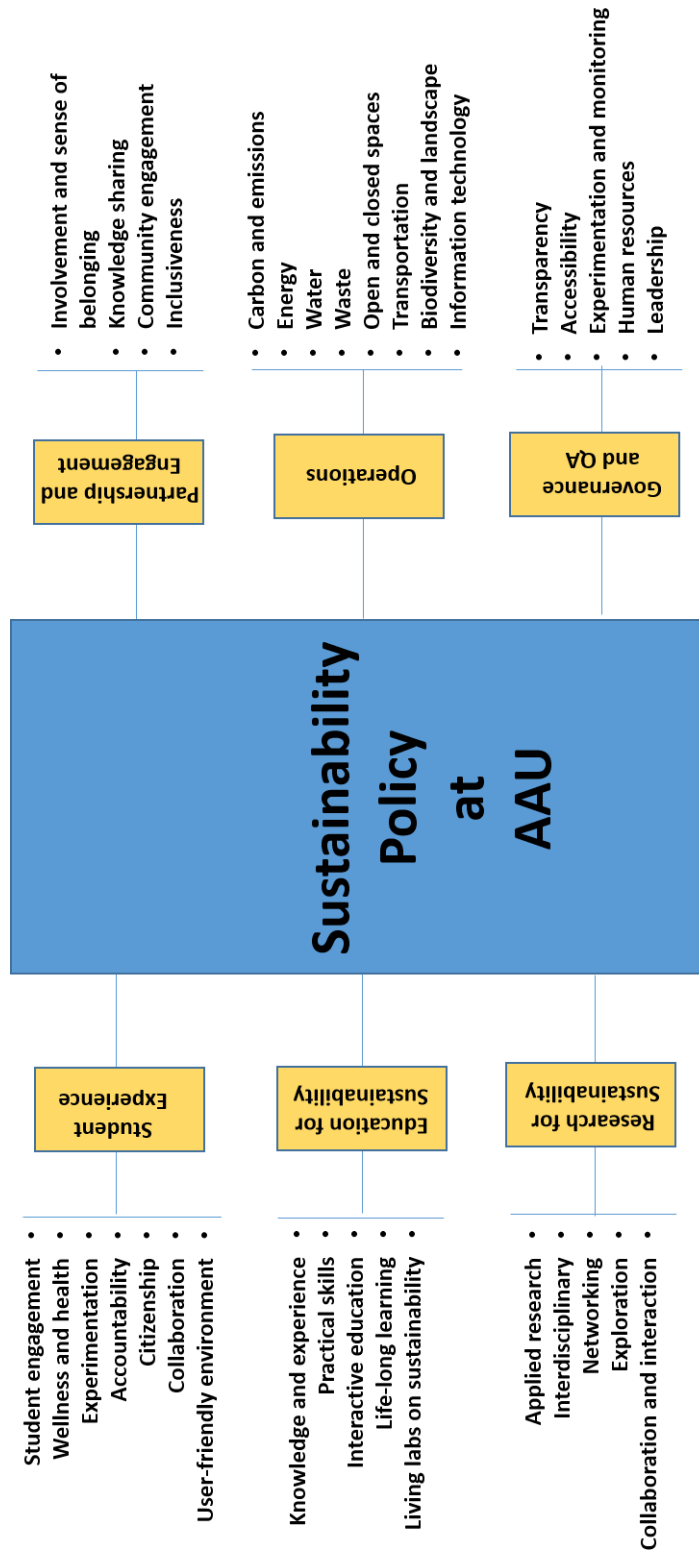 Student engagement
Wellness and health
Experimentation
Accountability
Citizenship
Collaboration
User-friendly environment
Student
Experience
Knowledge and experience
Practical skills
Interactive education
Life-long learning
Living labs on sustainability
Education for
Sustainability
Applied research
Interdisciplinary
Networking
Exploration
Collaboration and interaction
Research for
Sustainability
Sustainability
Policy
at
AAU
Partnership and
Engagement
• Involvement and sense of
belonging
• Knowledge sharing
• Community engagement
• Inclusiveness
Operations
• Carbon and emissions
• Energy
• Water
• Waste
• Open and closed spaces
• Transportation
• Biodiversity and landscape
• Information technology
Governance
and QA
• Transparency
• Accessibility
• Experimentation and monitoring
• Human resources
• Leadership